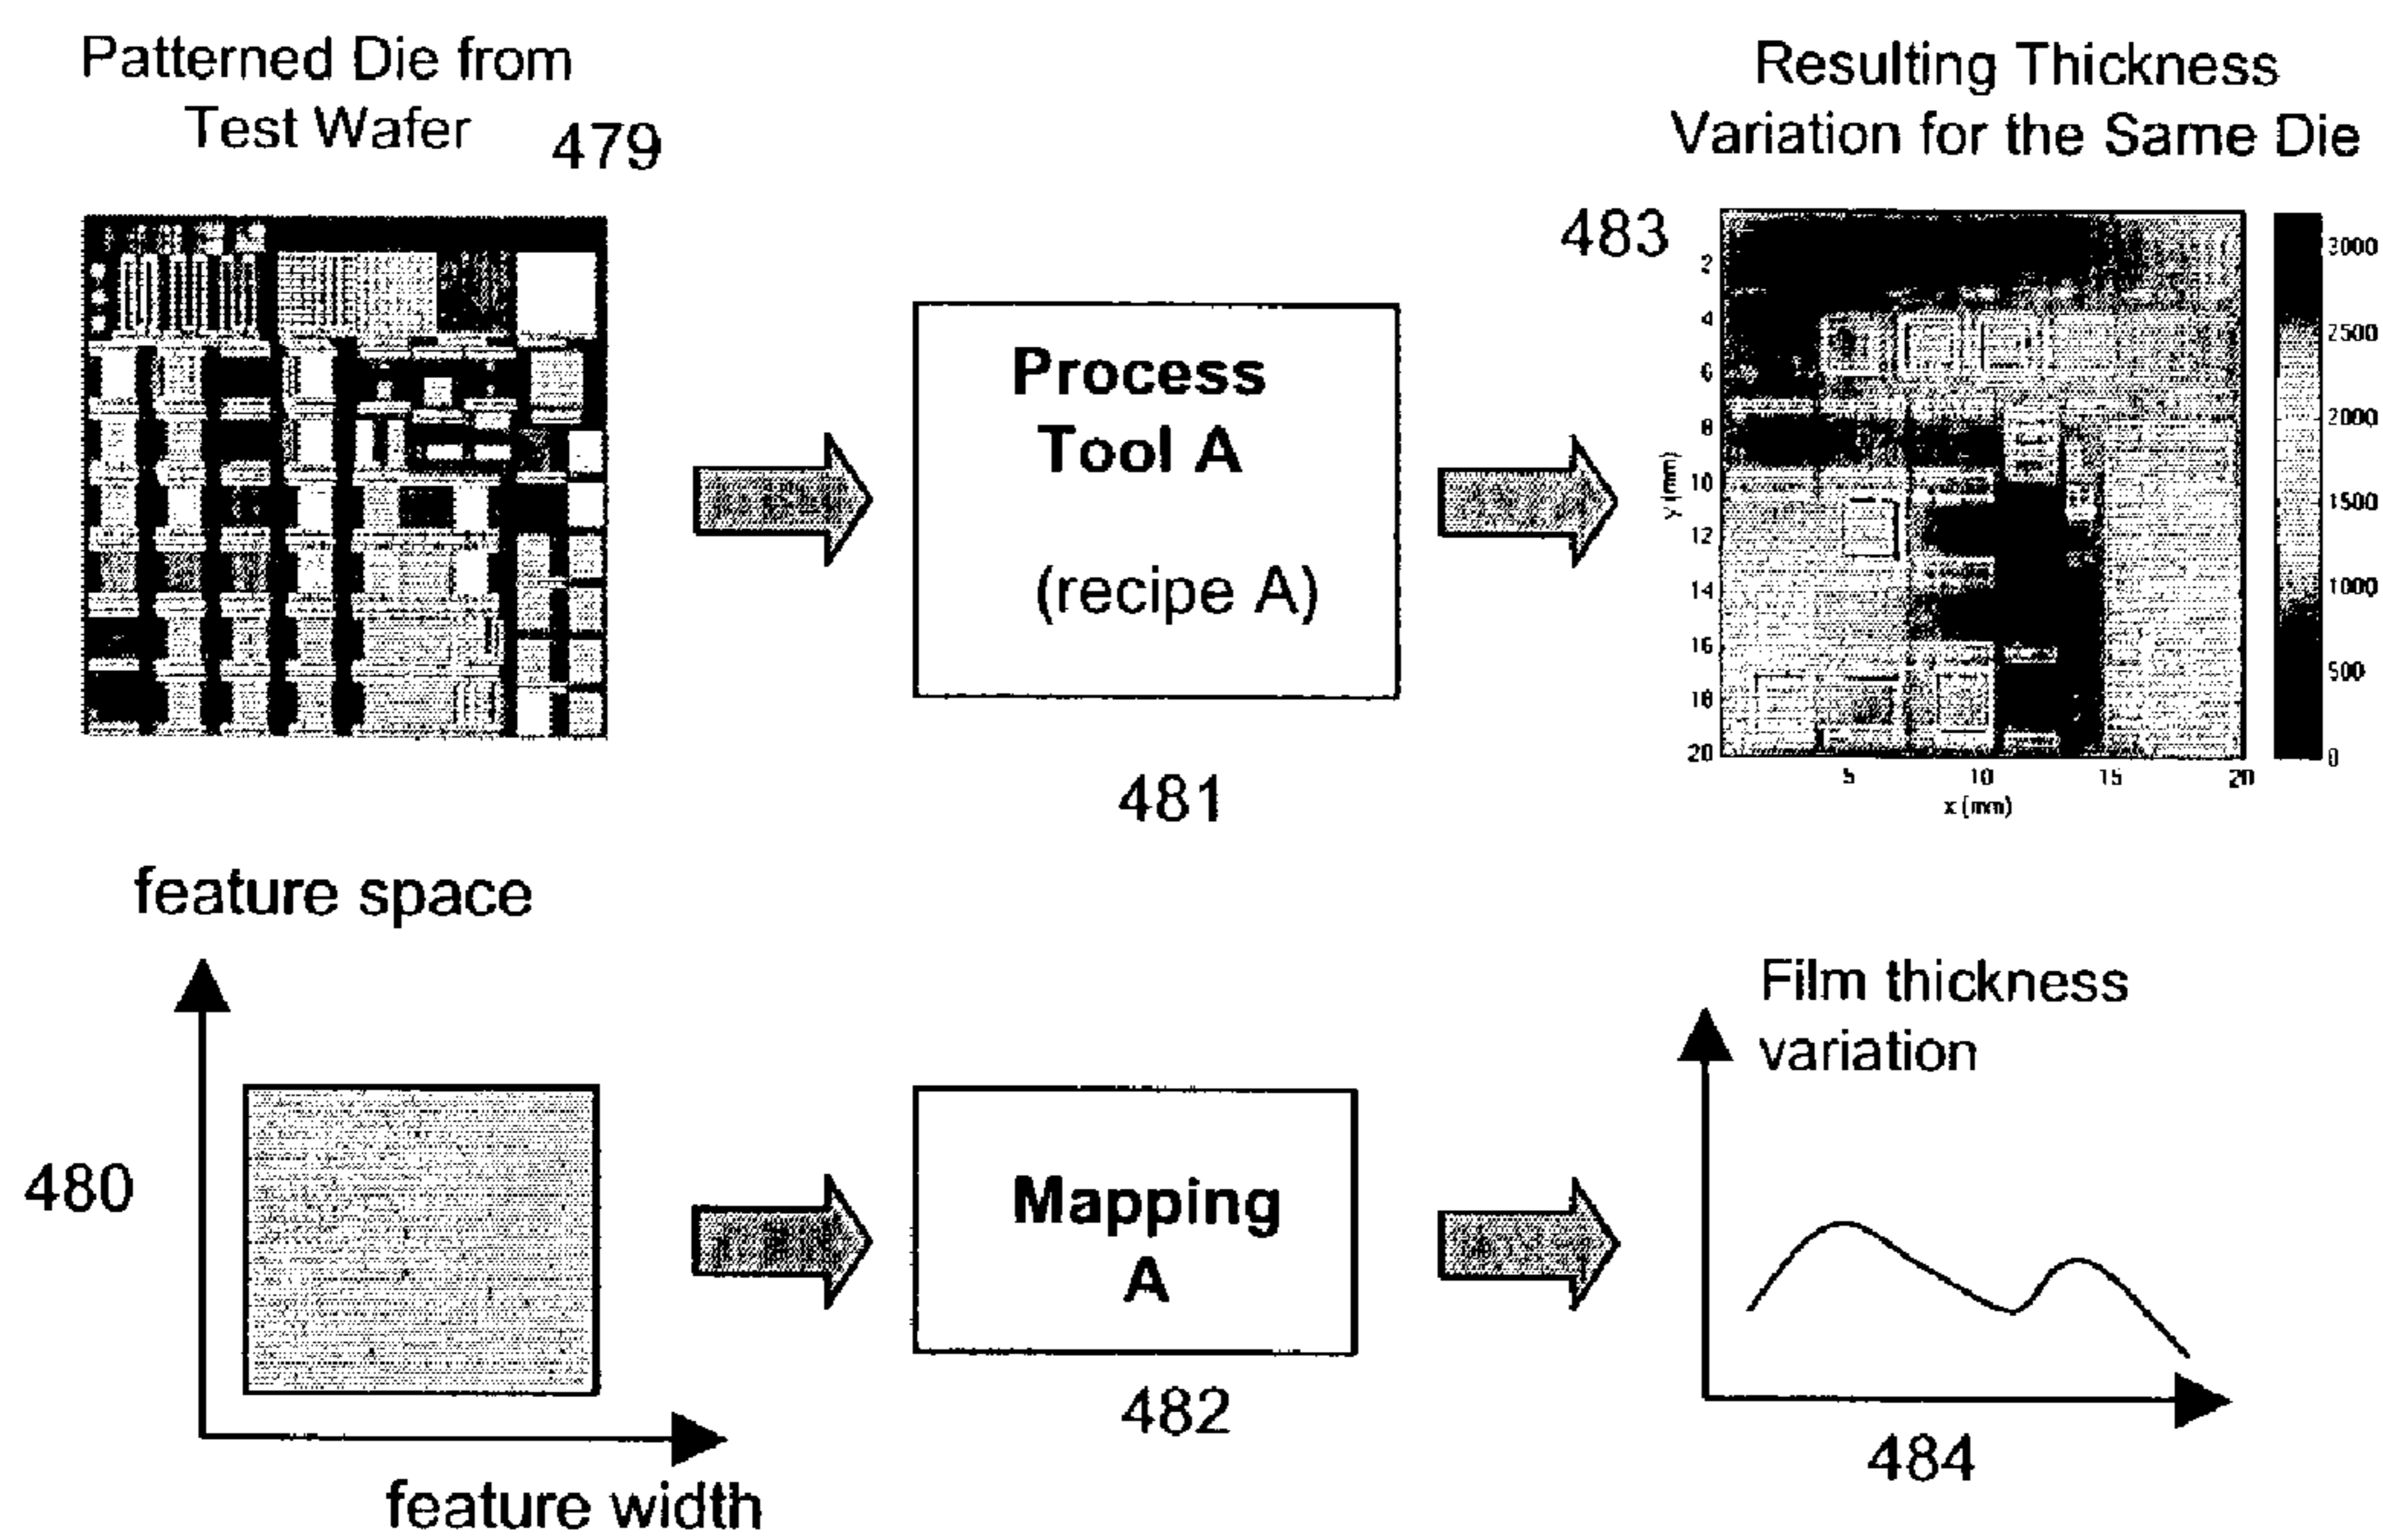 Patterned Die from
Test Wafer
479
Resulting Thickness
Variation for the Same Die
483
Process
Tool A
(recipe A)
481
2
4
6
8
10
12
14
16
18
20
y (mm)
5
10
15
20
x (mm)
3000
2500
2000
1500
1000
500
0
feature space
480
feature width
Mapping
A
482
Film thickness
variation
484